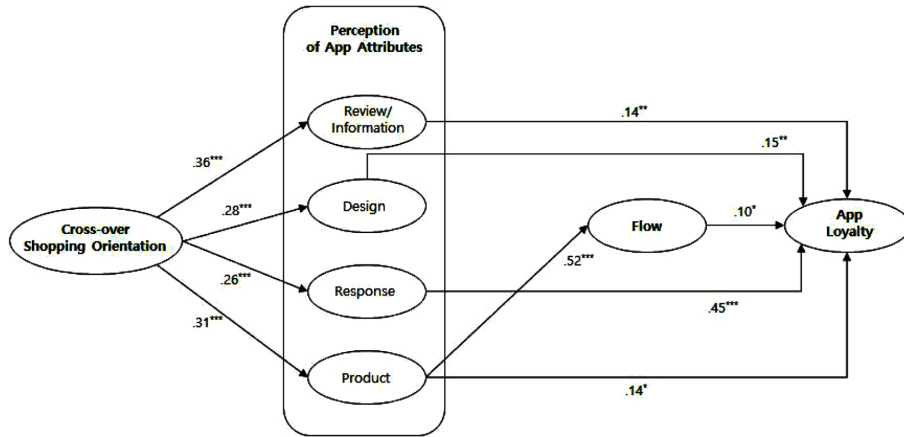 Perception
of App Attributes
Review/
Information
.14**
.15**
.36***
.28***
Design
Cross-over
Shopping Orientation
Flow
.10*
App
Loyalty
.26***
.52***
Response
.45***
.31***
Product
.14*